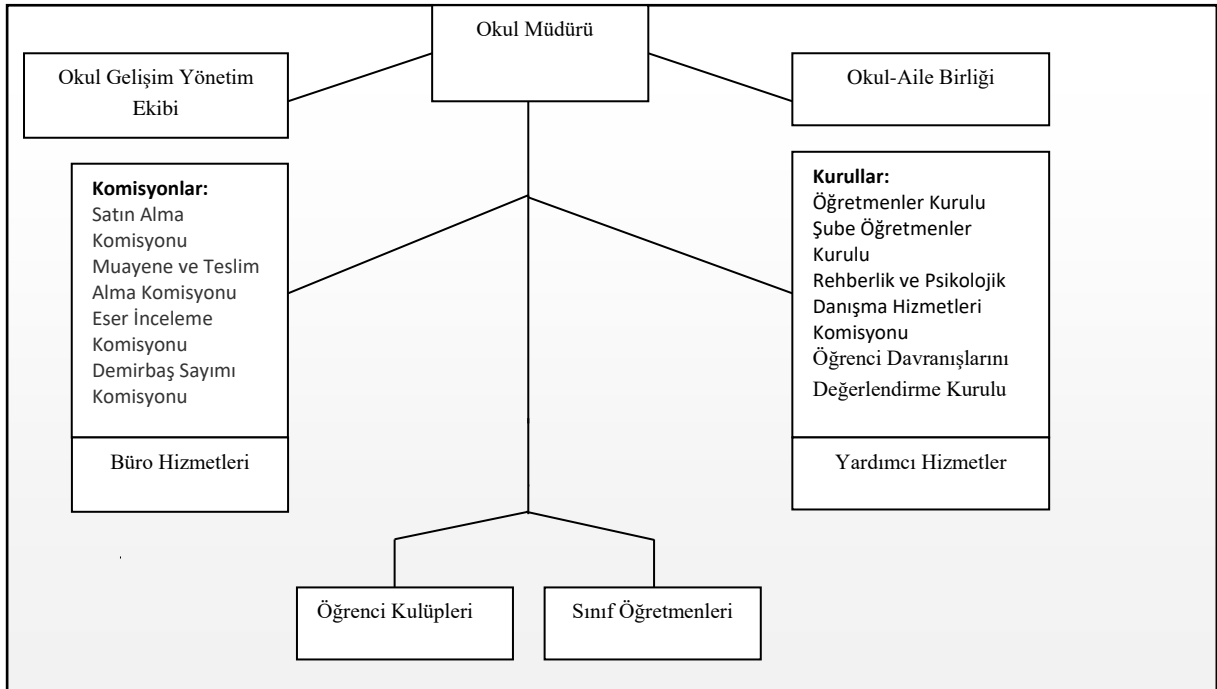 Okul Müdürü
Okul Gelişim Yönetim
Ekibi
Okul-Aile Birliği
Komisyonlar:
Satın Alma
Komisyonu
Muayene ve Teslim
Alma Komisyonu
Eser İnceleme
Komisyonu
Demirbaş Sayımı
Komisyonu
Büro Hizmetleri
Kurullar:
Öğretmenler Kurulu
Şube Öğretmenler
Kurulu
Rehberlik ve Psikolojik
Danışma Hizmetleri
Komisyonu
Öğrenci Davranışlarını
Değerlendirme Kurulu
Yardımcı Hizmetler
Öğrenci Kulüpleri
Sınıf Öğretmenleri